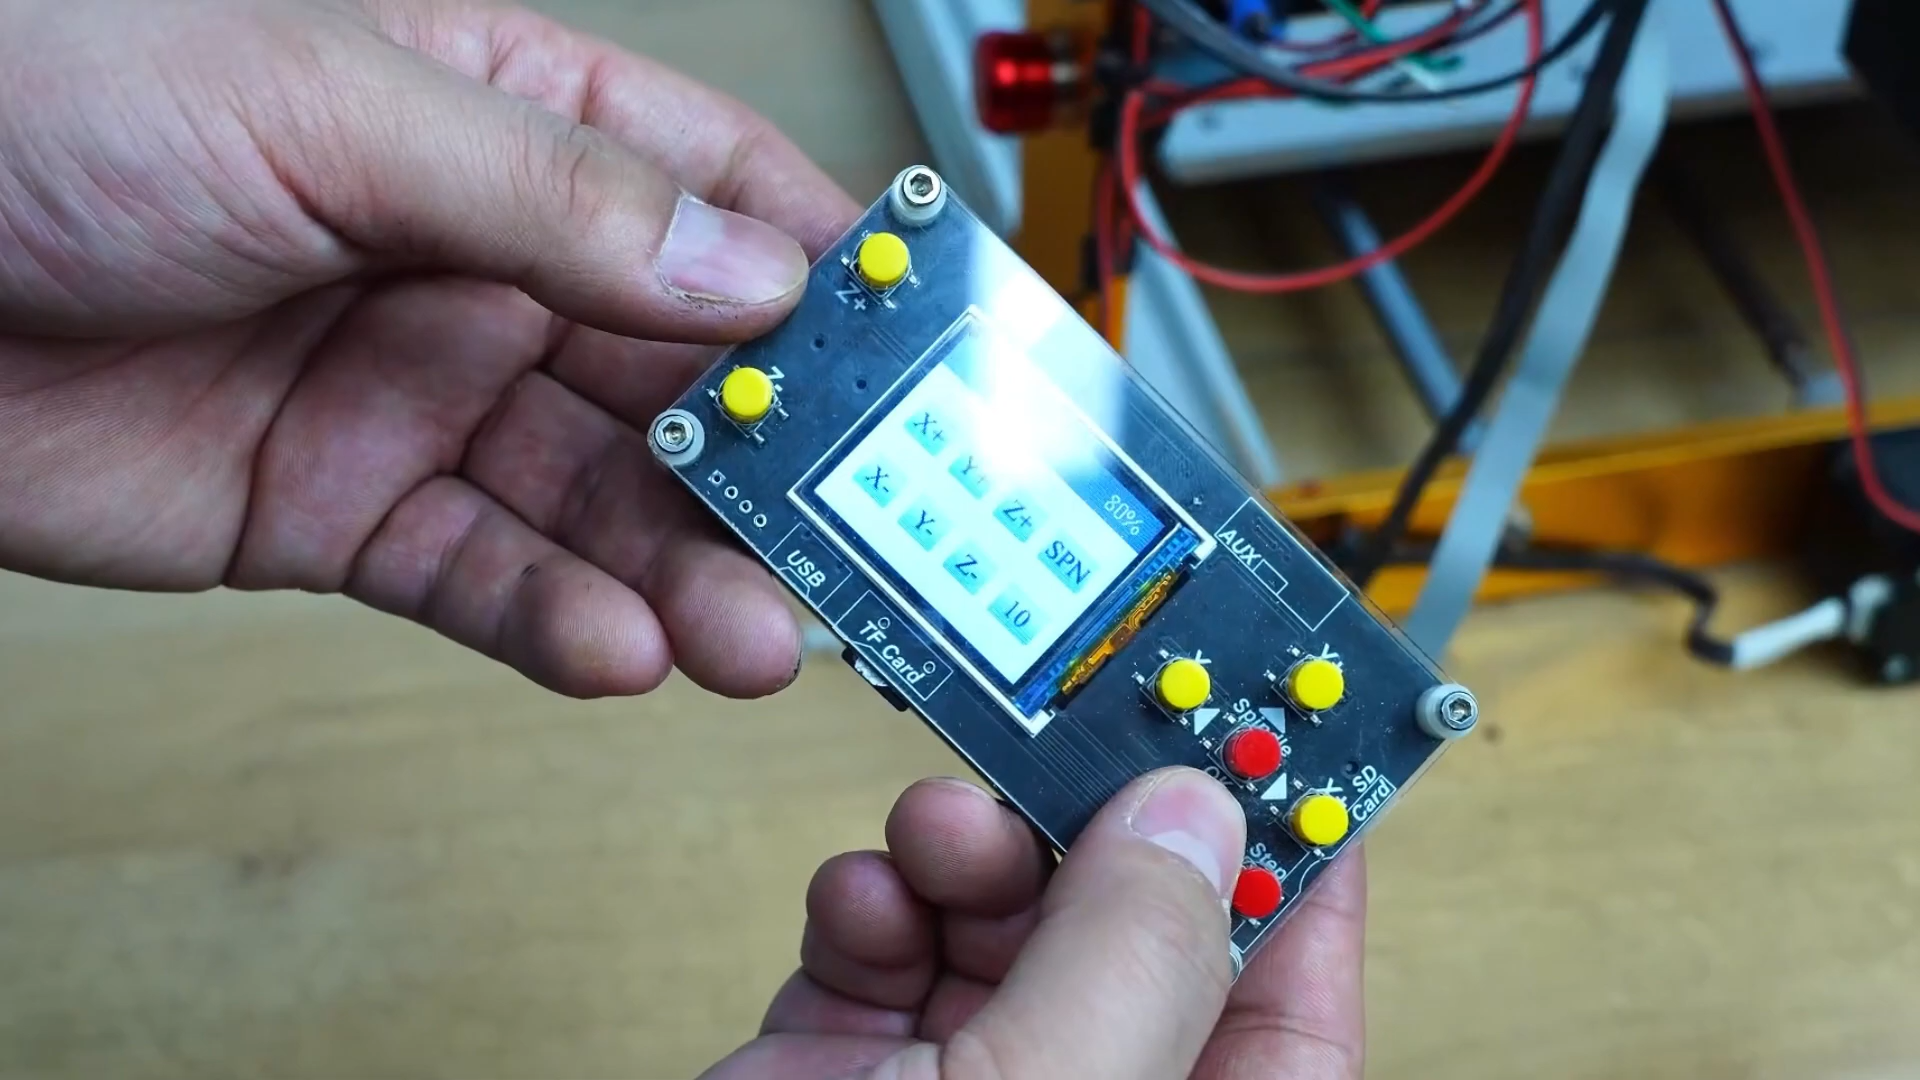 Z+
Z-
80%
X+
Y+
Z+
SPN
X-
Y-
Z-
10
USB
TF Card
AUX
Spindle
SD
Card
Step